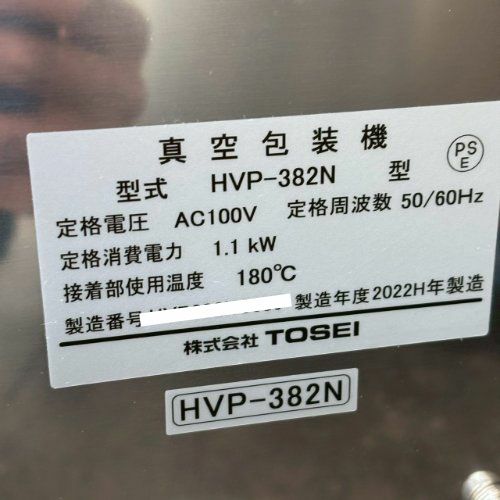 真空包装機
型式 HVP-382N 型
PS
E
定格電圧 AC100V 定格周波数 50/60Hz
定格消費電力 1.1 kW
接着部使用温度 180℃
製造番号 製造年度2022H年製造
株式会社 TOSEI
HVP-382N